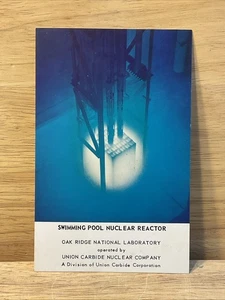 SWIMMING POOL NUCLEAR REACTOR
OAK RIDGE NATIONAL LABORATORY
operated by
UNION CARBIDE NUCLEAR COMPANY
A Division of Union Carbide Corporation